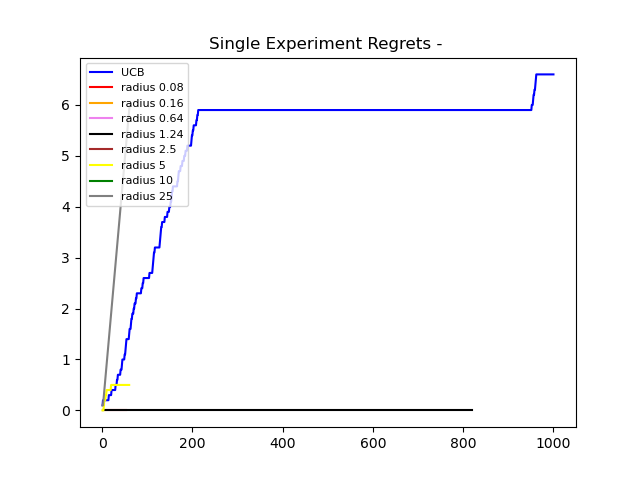 Single Experiment Regrets -
UCB
radius 0.08
radius 0.16
radius 0.64
radius 1.24
radius 2.5
radius 5
radius 10
radius 25
6
5
4
3
2
1
0
0 200 400 600 800 1000